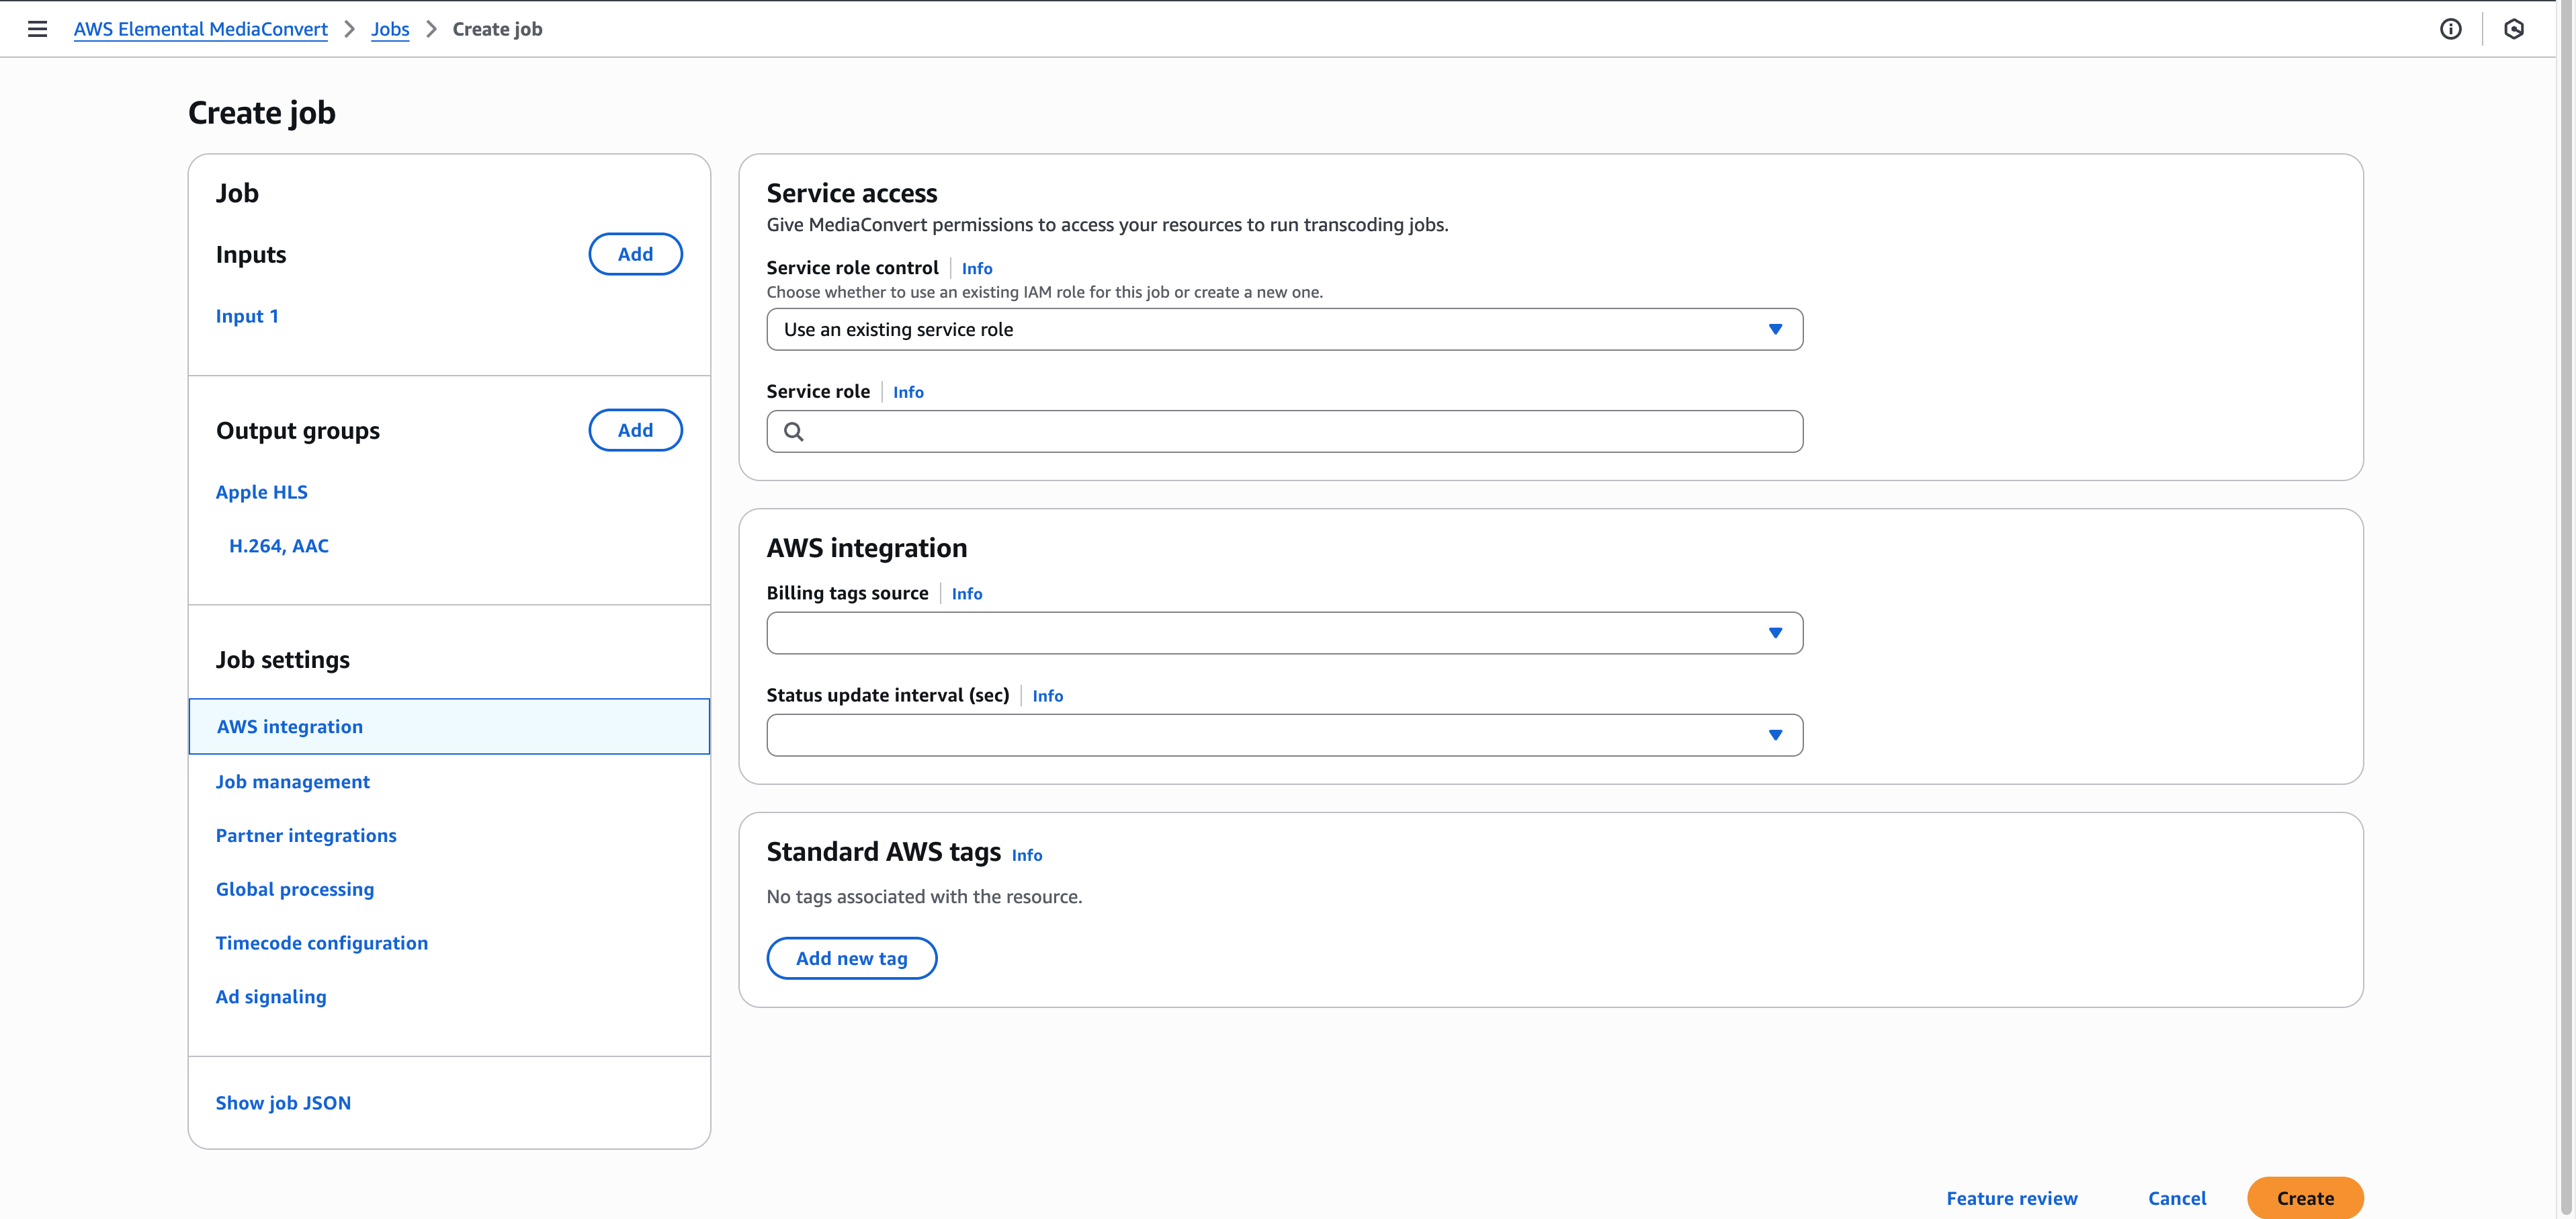 AWS Elemental MediaConvert > Jobs > Create job
Create job
Job
Inputs
Add
Input 1
Output groups
Add
Apple HLS
H.264, AAC
Job settings
AWS integration
Job management
Partner integrations
Global processing
Timecode configuration
Ad signaling
Show job JSON
Service access
Give MediaConvert permissions to access your resources to run transcoding jobs.
Service role control | Info
Choose whether to use an existing IAM role for this job or create a new one.
Use an existing service role
Service role | Info
AWS integration
Billing tags source | Info
Status update interval (sec) | Info
Standard AWS tags Info
No tags associated with the resource.
Add new tag
Feature review Cancel Create